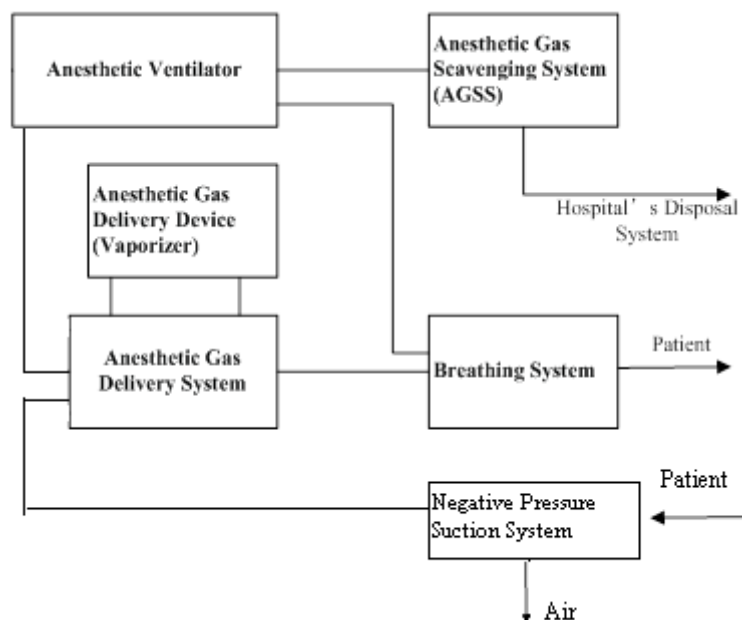 Anesthetic Ventilator
Anesthetic Gas
Scavenging System
(AGSS)
Hospital’ s Disposal
System
Anesthetic Gas
Delivery Device
(Vaporizer)
Anesthetic Gas
Delivery System
Breathing System
Patient
Negative Pressure
Suction System
Patient
Air